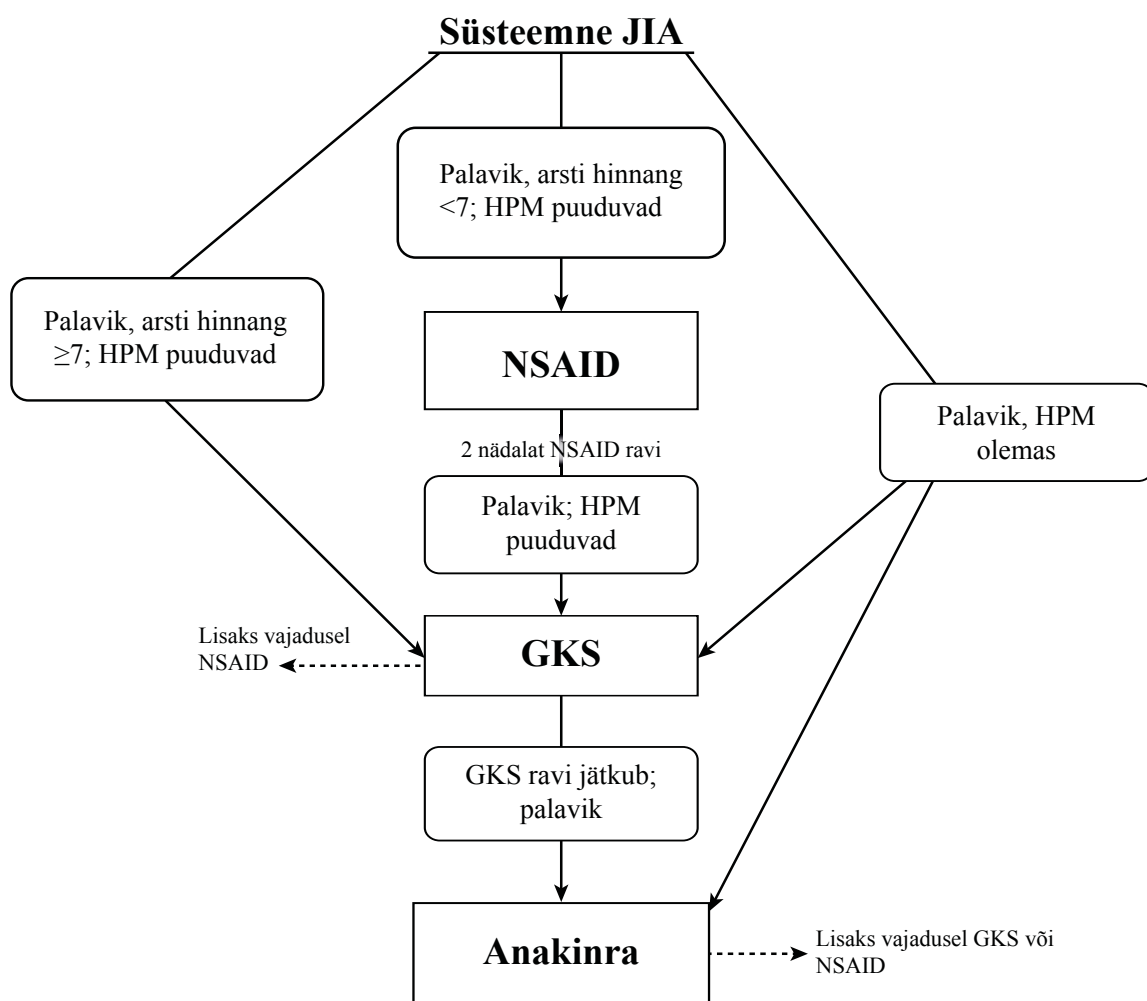 Süsteemne JIA
Palavik, arsti hinnang
<7; HPM puuduvad
Palavik, arsti hinnang
≥7; HPM puuduvad
NSAID
Palavik, HPM
olemas
2 nädalat NSAID ravi
Palavik; HPM
puuduvad
Lisaks vajadusel
NSAID
GKS
GKS ravi jätkub;
palavik
Anakinra
Lisaks vajadusel GKS või
NSAID